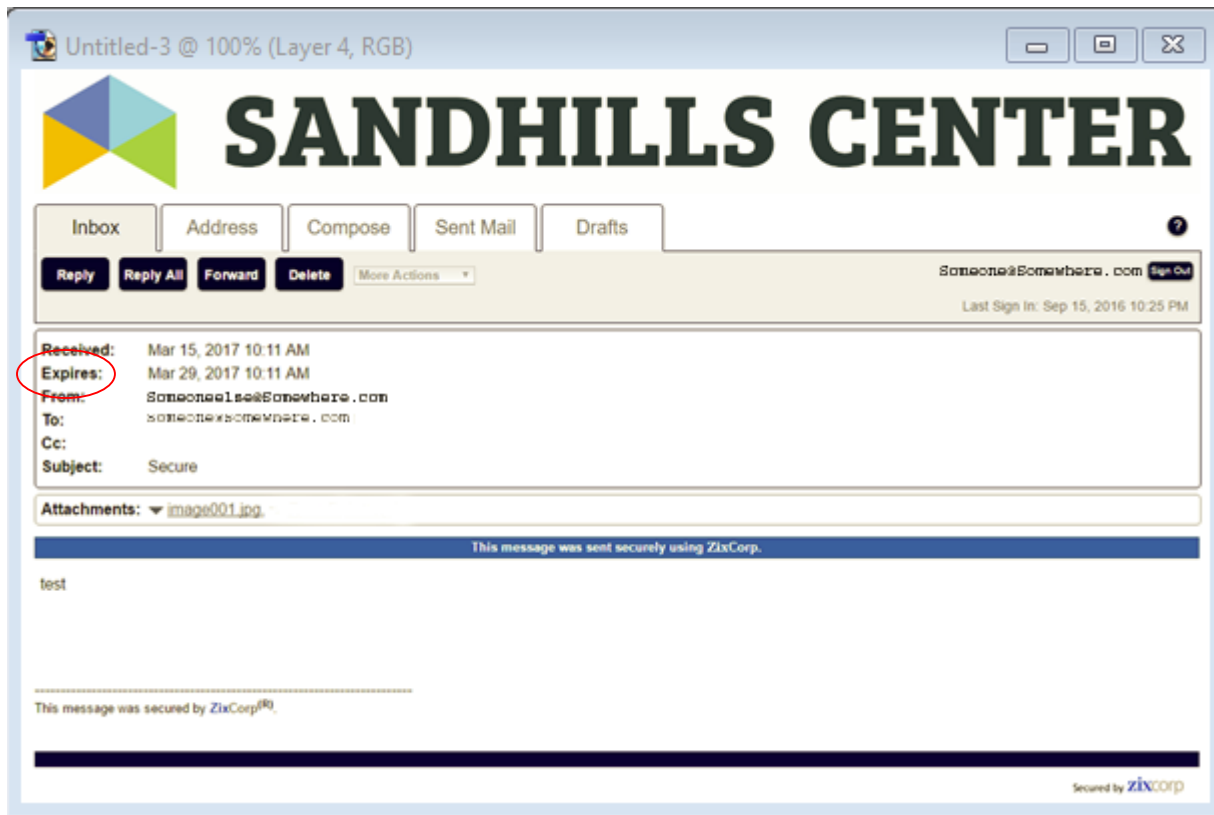 Untitled-3 @ 100% (Layer 4, RGB)
SANDHILLS CENTER
Inbox Address Compose Sent Mail Drafts ?
Reply Reply All Forward Delete More Actions Someone@Somewhere.com Sign Out
Last Sign In: Sep 15, 2016 10:25 PM
Received: Mar 15, 2017 10:11 AM
Expires: Mar 29, 2017 10:11 AM
From: Someoneelse@Somewhere.com
To:
Cc:
Subject: Secure
Attachments: image001.jpg
This message was sent securely using ZixCorp.
test
This message was secured by ZixCorp(R).
Secured by zixcorp